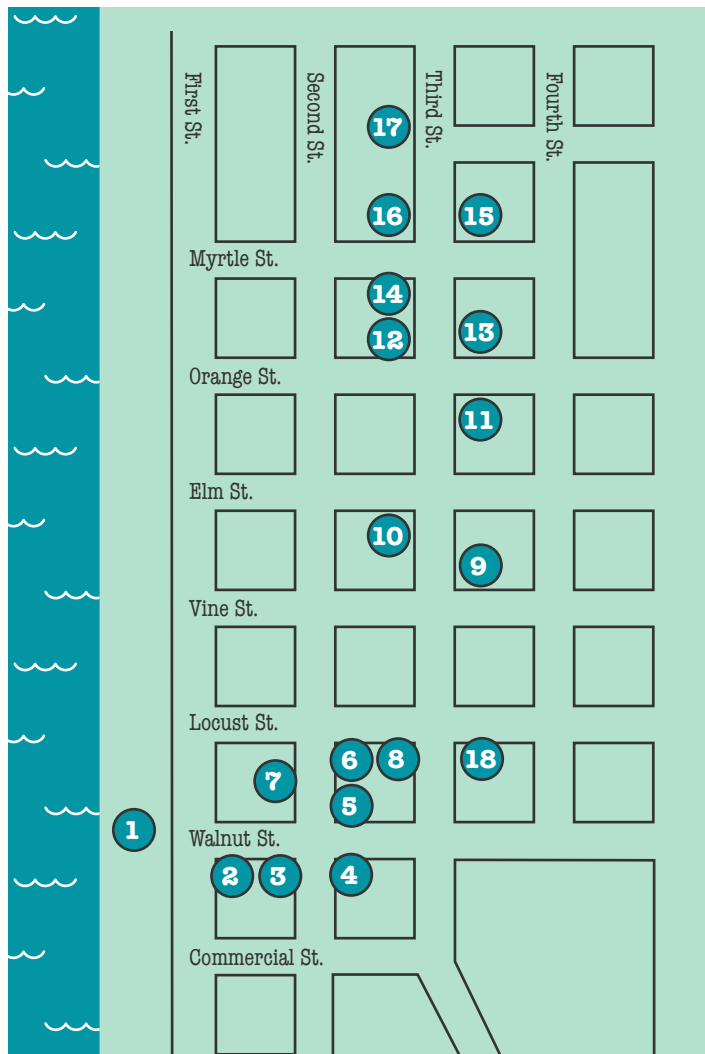 First St.
Second St.
Third St.
Fourth St.
17
16
15
Myrtle St.
14
12
13
Orange St.
11
Elm St.
10
9
Vine St.
Locust St.
6
8
18
7
5
1
Walnut St.
2
3
4
Commercial St.